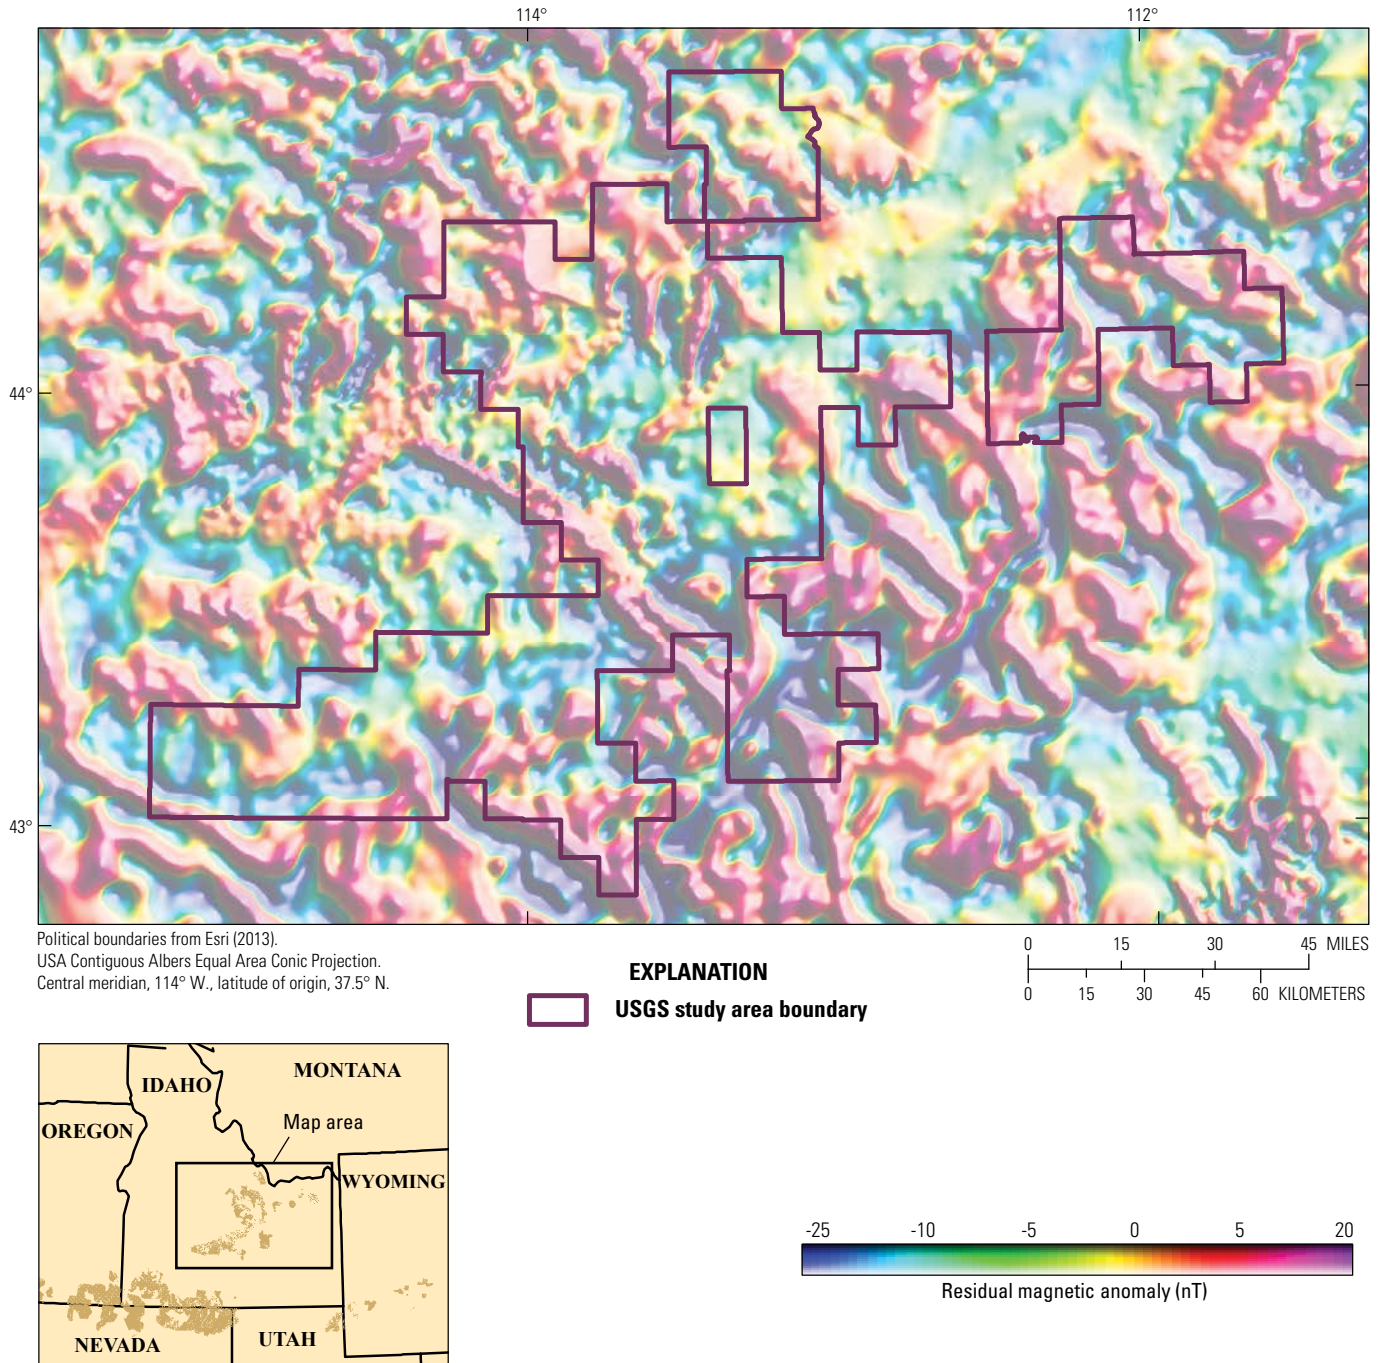 114°
112°
44°
43°
Political boundaries from Esri (2013).
USA Contiguous Albers Equal Area Conic Projection.
Central meridian, 114° W., latitude of origin, 37.5° N.
EXPLANATION
USGS study area boundary
0 15 30 45 MILES
0 15 30 45 60 KILOMETERS
IDAHO
MONTANA
Map area
OREGON
WYOMING
NEVADA
UTAH
-25 -10 -5 0 5 20
Residual magnetic anomaly (nT)